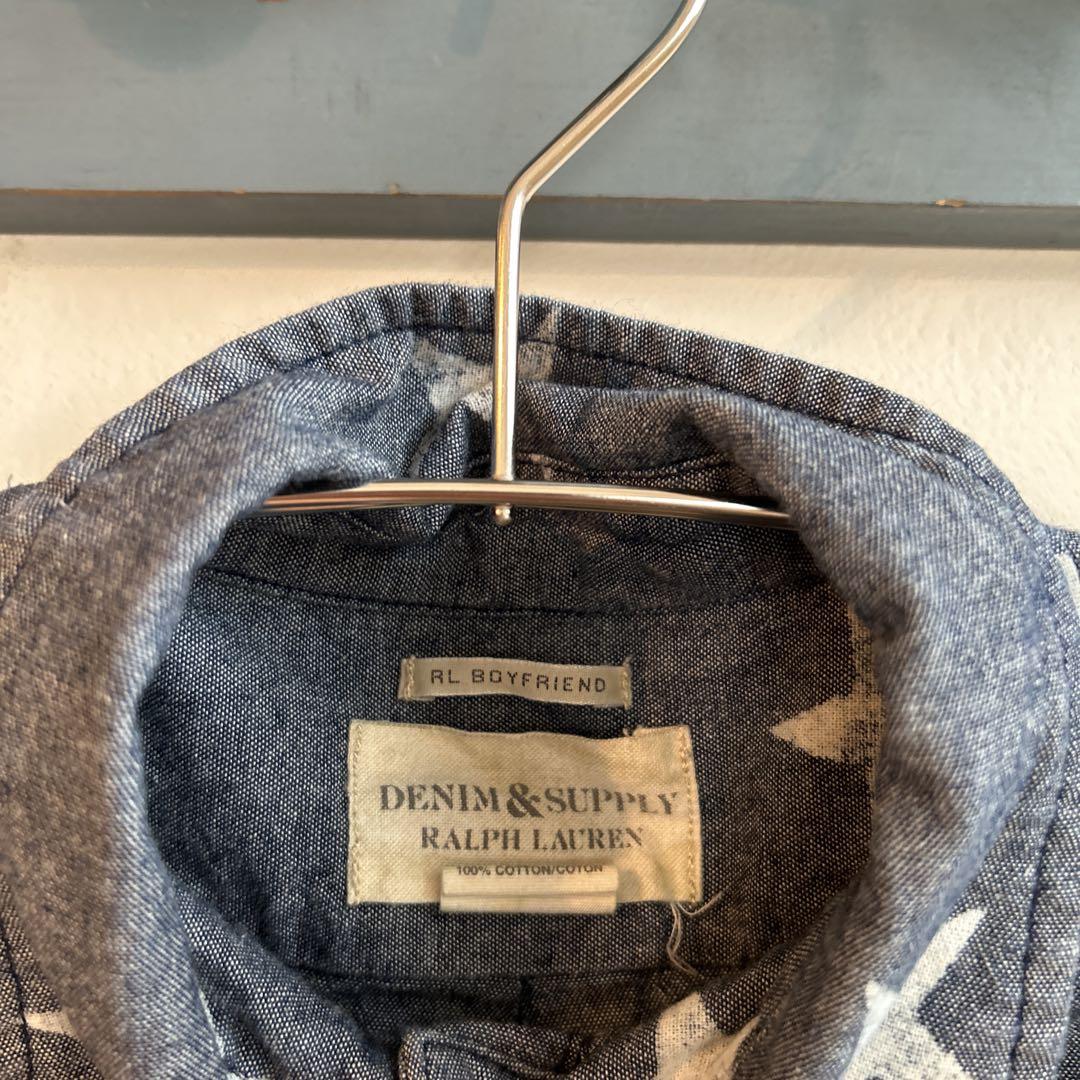 RL BOYFRIEND
DENIM & SUPPLY
RALPH LAUREN
100% COTTON/COTON